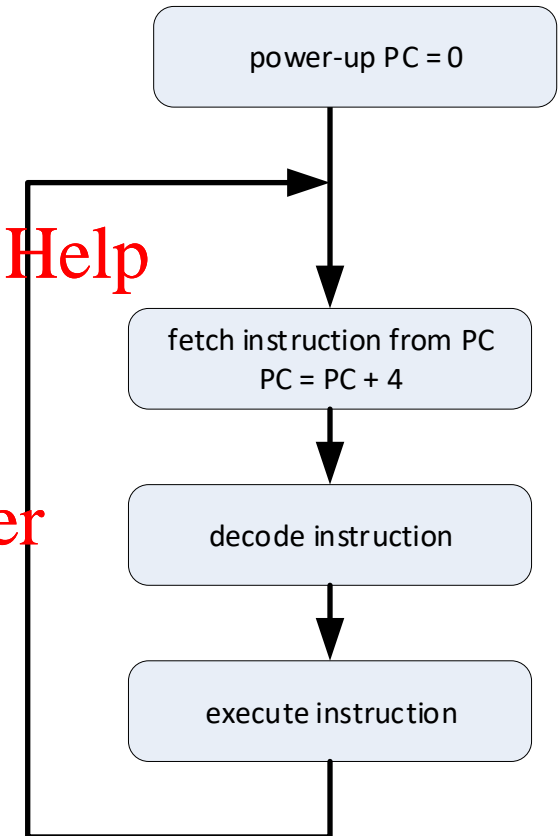 power-up PC = 0
Help
fetch instruction from PC
PC = PC + 4
er
decode instruction
execute instruction